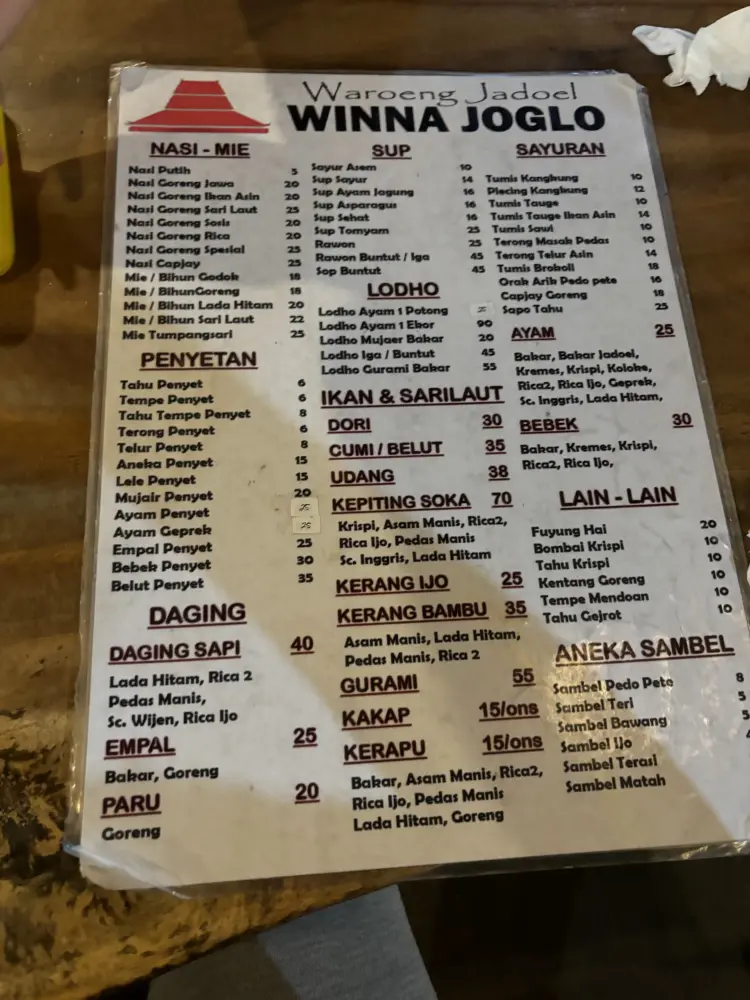 Waroeng Jadoel
WINNA JOGLO
NASI - MIE
Nasi Putih 5
Nasi Goreng Jawa 20
Nasi Goreng Ikan Asin 20
Nasi Goreng Sari Laut 25
Nasi Goreng Sosis 20
Nasi Goreng Rica 20
Nasi Goreng Spesial 25
Nasi Capjay 25
Mie / Bihun Godok 18
Mie / BihunGoreng 18
Mie / Bihun Lada Hitam 20
Mie / Bihun Sari Laut 22
Mie Tumpangsari 25
PENYETAN
Tahu Penyet 6
Tempe Penyet 6
Tahu Tempe Penyet 8
Terong Penyet 6
Telur Penyet 8
Aneka Penyet 15
Lele Penyet 15
Mujair Penyet 20
Ayam Penyet 25
Ayam Geprek 25
Empal Penyet 25
Bebek Penyet 30
Belut Penyet 35
DAGING
DAGING SAPI 40
Lada Hitam, Rica 2
Pedas Manis,
Sc. Wijen, Rica Ijo
EMPAL 25
Bakar, Goreng
PARU 20
Goreng
SUP
Sayur Asem 10
Sup Sayur 14
Sup Ayam Jagung 16
Sup Asparagus 16
Sup Sehat 16
Sup Tomyam 25
Rawon 25
Rawon Buntut / Iga 45
Sop Buntut 45
LODHO
Lodho Ayam 1 Potong
Lodho Ayam 1 Ekor 90
Lodho Mujaer Bakar 20
Lodho Iga / Buntut 45
Lodho Gurami Bakar 55
IKAN & SARILAUT
DORI 30
CUMI / BELUT 35
UDANG 38
KEPITING SOKA 70
Krispi, Asam Manis, Rica2,
Rica Ijo, Pedas Manis
Sc. Inggris, Lada Hitam
KERANG IJO 25
KERANG BAMBU 35
Asam Manis, Lada Hitam,
Pedas Manis, Rica 2
GURAMI 55
KAKAP 15/ons
KERAPU 15/ons
Bakar, Asam Manis, Rica2,
Rica Ijo, Pedas Manis
Lada Hitam, Goreng
SAYURAN
Tumis Kangkung 10
Plecing Kangkung 12
Tumis Tauge 10
Tumis Tauge Ikan Asin 14
Tumis Sawi 10
Terong Masak Pedas 10
Terong Telur Asin 14
Tumis Brokoli 18
Orak Arik Pedo pete 16
Capjay Goreng 18
Sapo Tahu 25
AYAM 25
Bakar, Bakar Jadoel,
Kremes, Krispi, Koloke,
Rica2, Rica Ijo, Geprek,
Sc. Inggris, Lada Hitam,
BEBEK 30
Bakar, Kremes, Krispi,
Rica2, Rica Ijo,
LAIN - LAIN
Fuyung Hai 20
Bombai Krispi 10
Tahu Krispi 10
Kentang Goreng 10
Tempe Mendoan 10
Tahu Gejrot 10
ANEKA SAMBEL
Sambel Pedo Pete 8
Sambel Teri 5
Sambel Bawang 5
Sambel Ijo
Sambel Terasi
Sambel Matah